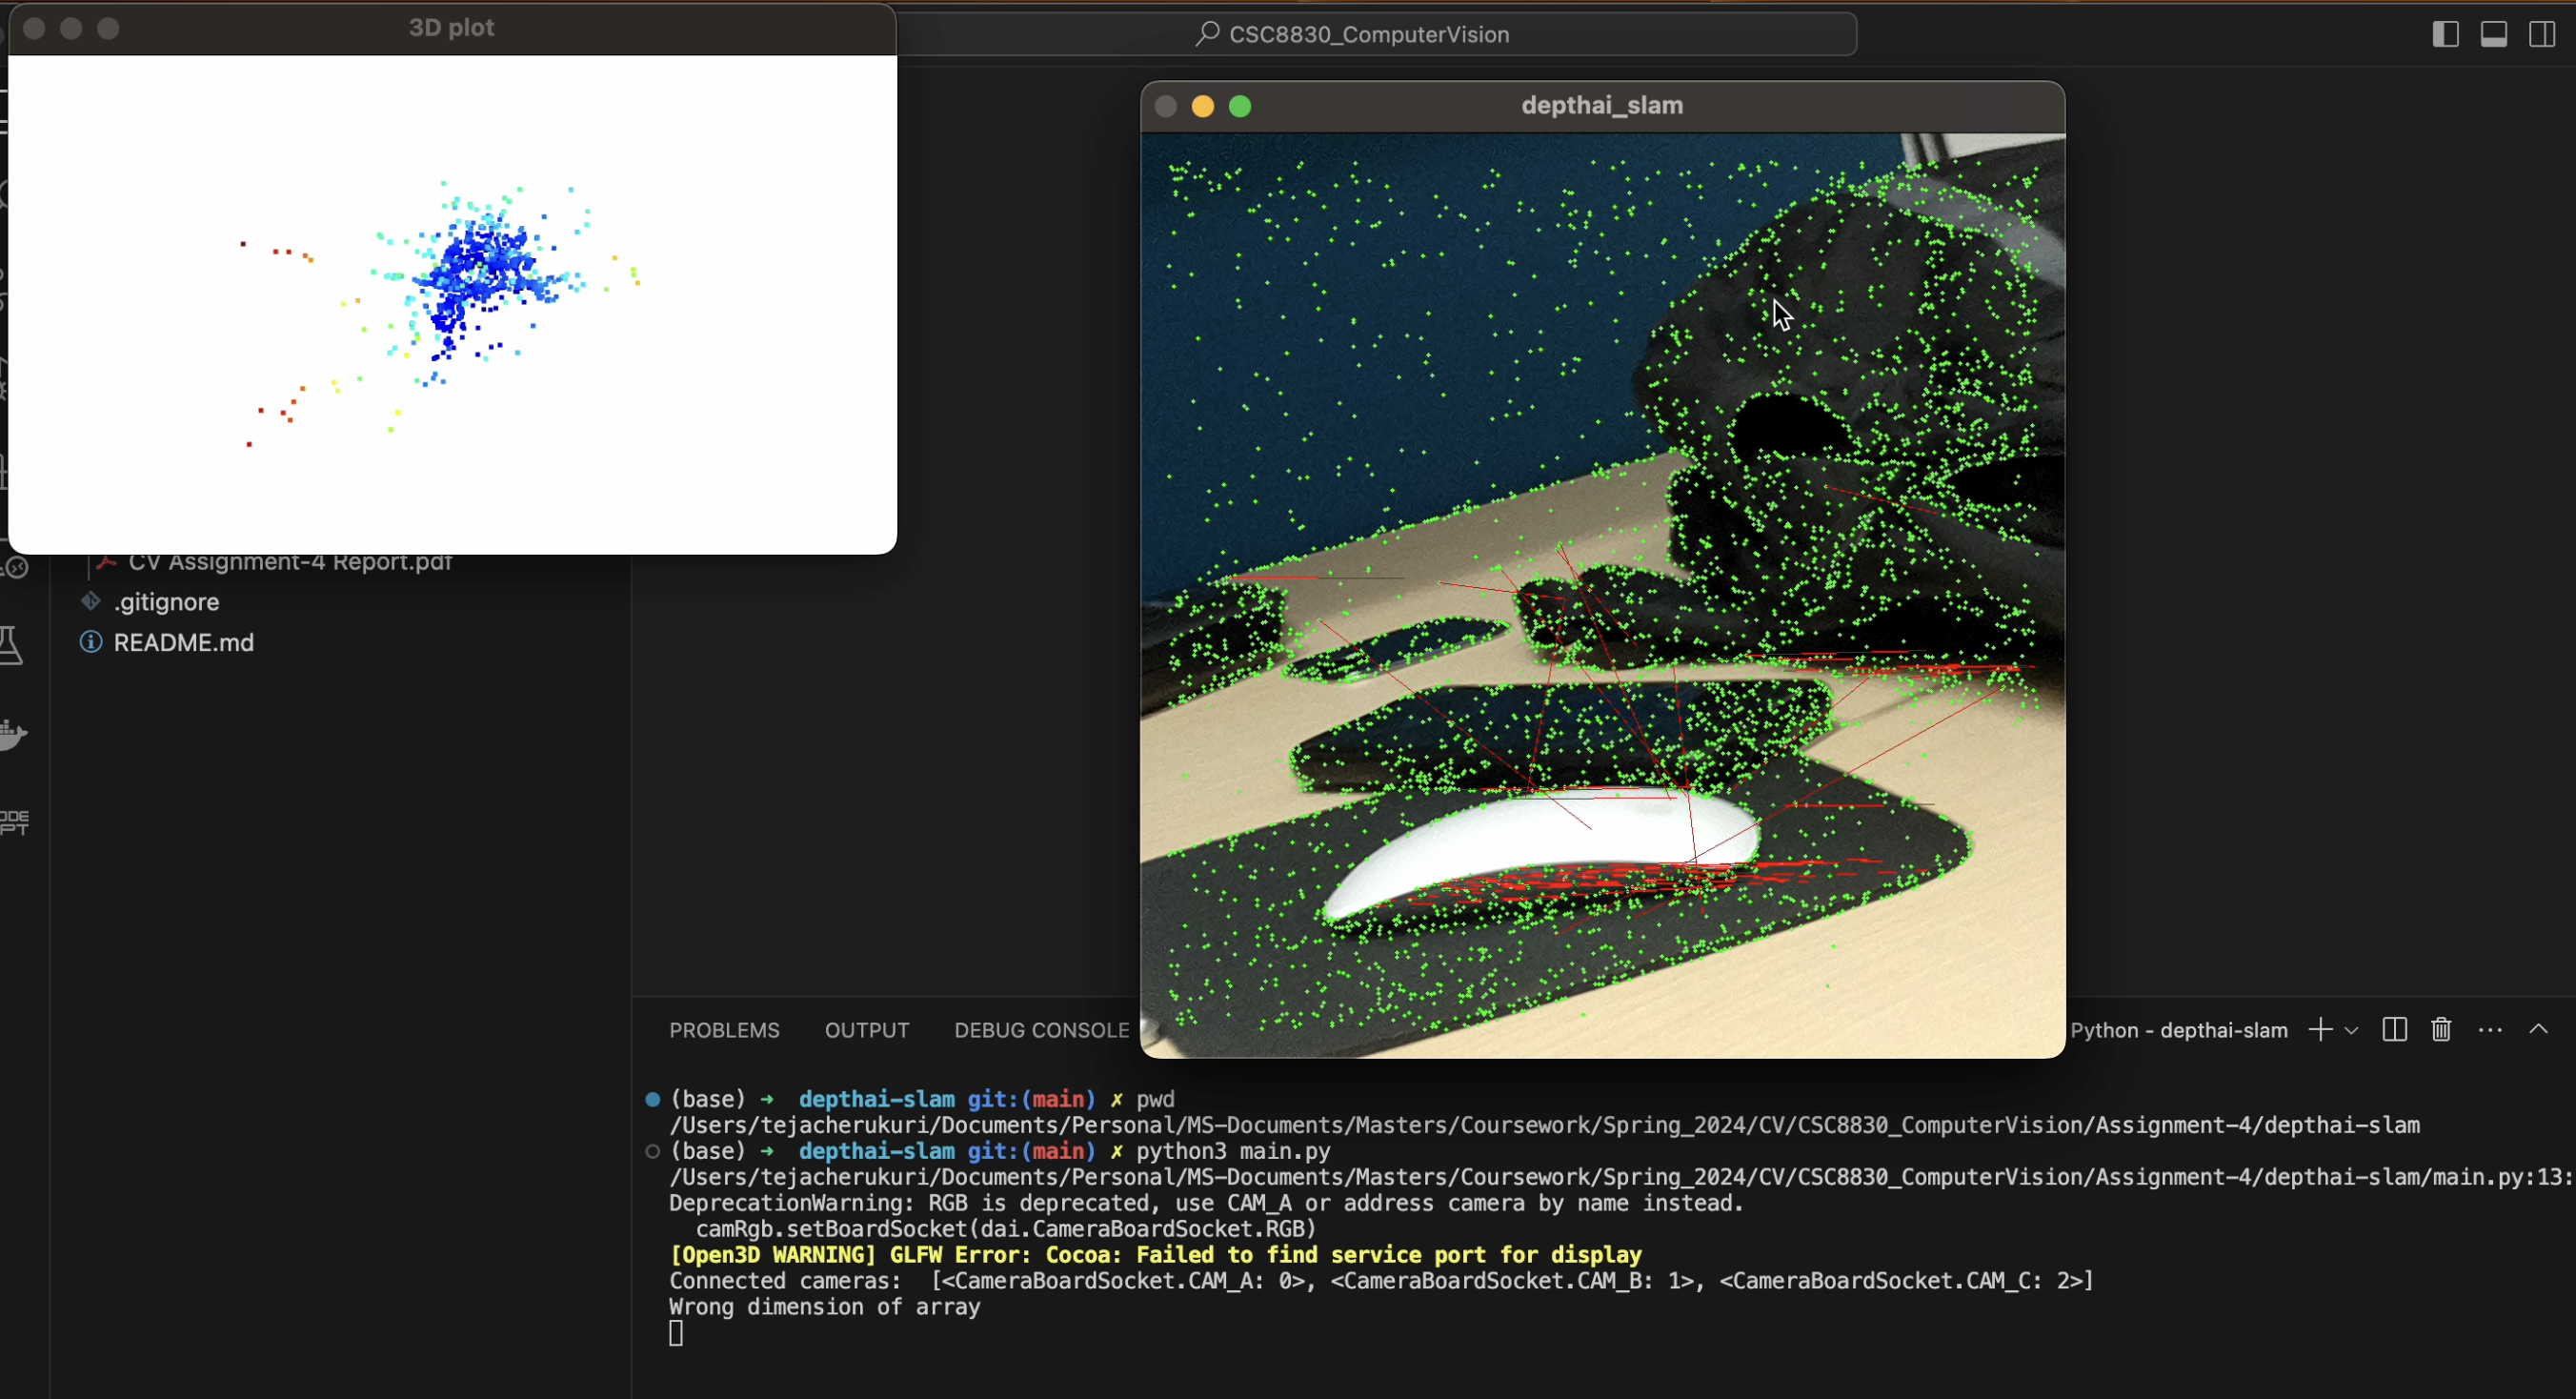 3D plot
CSC8830_ComputerVision
depthai_slam
CV Assignment-4 Report.pdf
.gitignore
README.md
PROBLEMS OUTPUT DEBUG CONSOLE
Python - depthai-slam
(base) ➜ depthai-slam git:(main) ✗ pwd
/Users/tejacherukuri/Documents/Personal/MS-Documents/Masters/Coursework/Spring_2024/CV/CSC8830_ComputerVision/Assignment-4/depthai-slam
(base) ➜ depthai-slam git:(main) ✗ python3 main.py
/Users/tejacherukuri/Documents/Personal/MS-Documents/Masters/Coursework/Spring_2024/CV/CSC8830_ComputerVision/Assignment-4/depthai-slam/main.py:13:
DeprecationWarning: RGB is deprecated, use CAM_A or address camera by name instead.
camRgb.setBoardSocket(dai.CameraBoardSocket.RGB)
[Open3D WARNING] GLFW Error: Cocoa: Failed to find service port for display
Connected cameras: [<CameraBoardSocket.CAM_A: 0>, <CameraBoardSocket.CAM_B: 1>, <CameraBoardSocket.CAM_C: 2>]
Wrong dimension of array